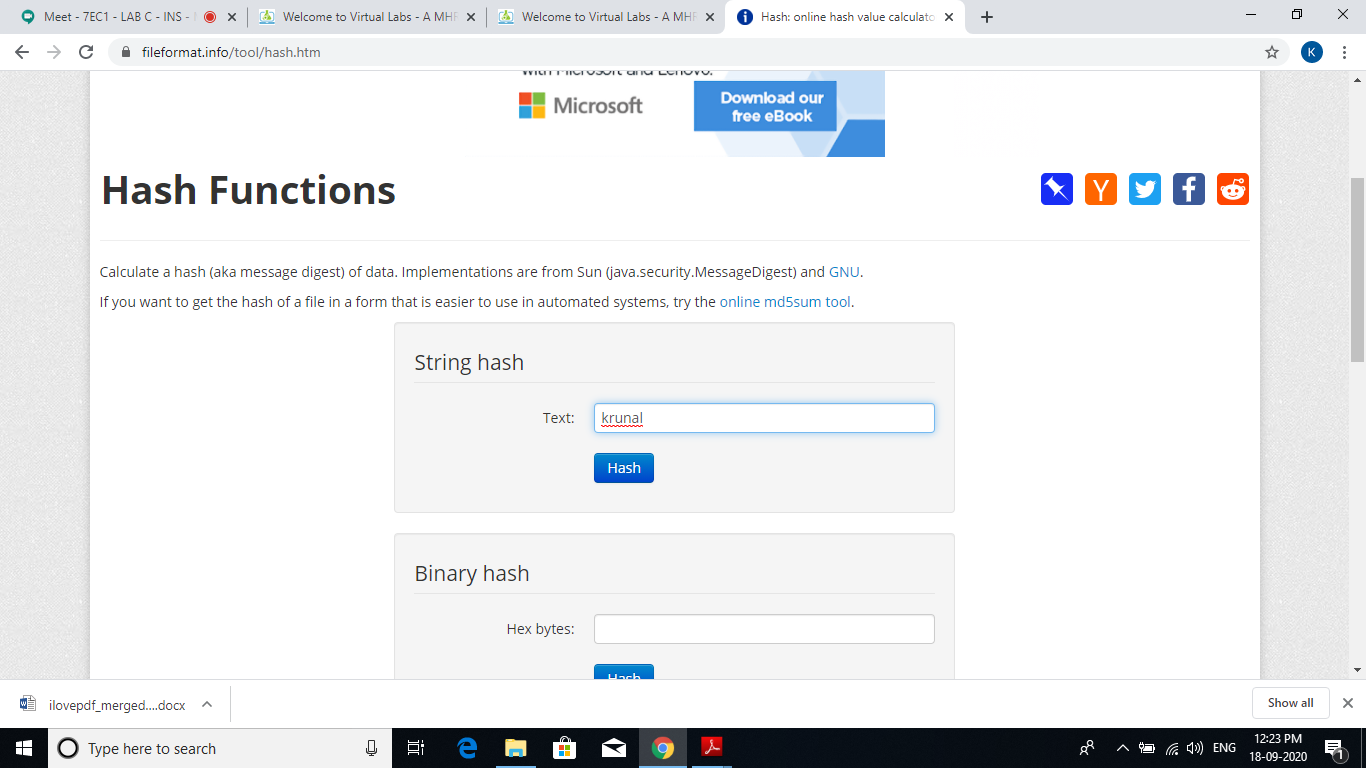 Meet - 7EC1 - LAB C - INS -
Welcome to Virtual Labs - A MHR
Welcome to Virtual Labs - A MHR
Hash: online hash value calculato
fileformat.info/tool/hash.htm
K
with Microsoft and Lenovo.
Microsoft
Download our
free eBook
Hash Functions
Calculate a hash (aka message digest) of data. Implementations are from Sun (java.security.MessageDigest) and GNU.
If you want to get the hash of a file in a form that is easier to use in automated systems, try the online md5sum tool.
String hash
Text: krunal
Hash
Binary hash
Hex bytes:
Hash
ilovepdf_merged....docx
Show all
Type here to search
ENG
12:23 PM
18-09-2020
1